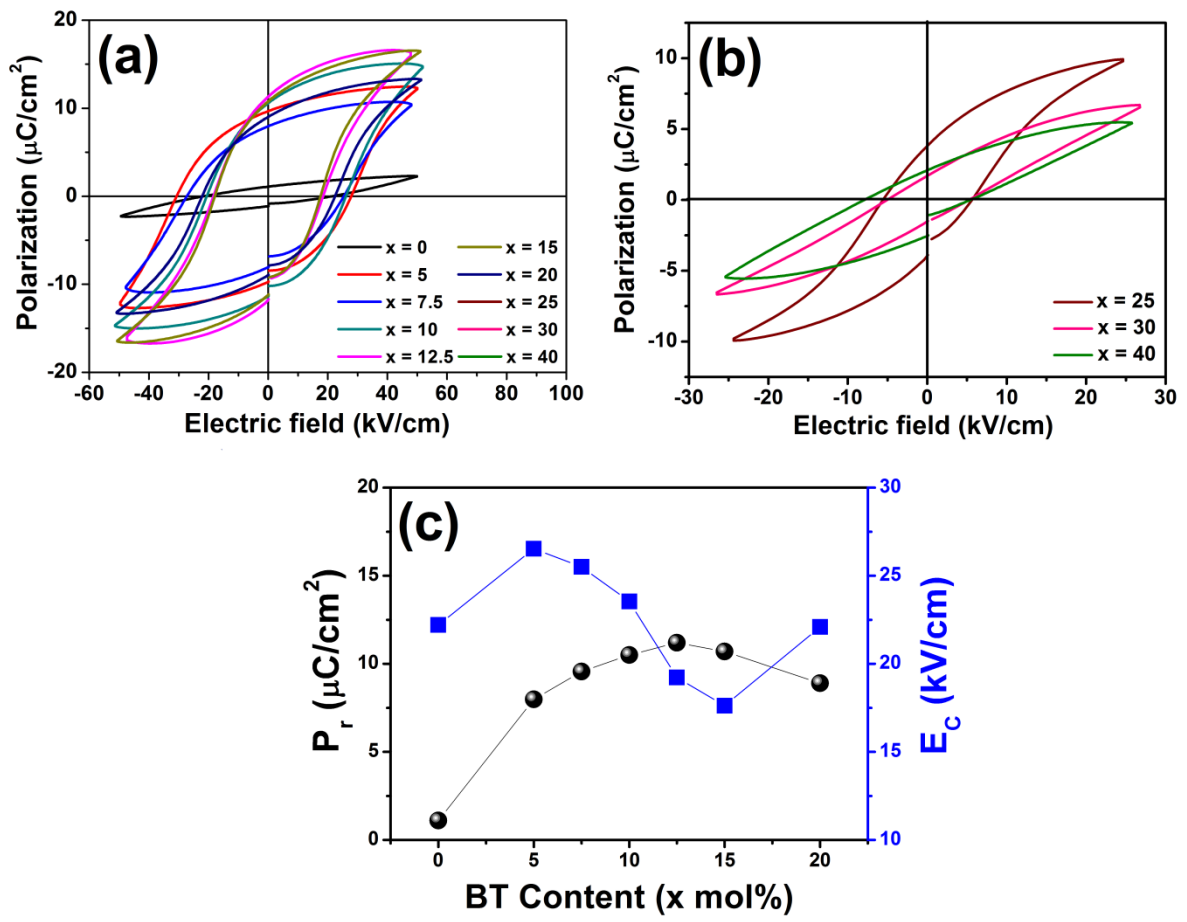 (a)
Polarization (μC/cm²)
20
10
0
-10
-20
x = 0
x = 5
x = 7.5
x = 10
x = 12.5
x = 15
x = 20
x = 25
x = 30
x = 40
-60 -40 -20 0 20 40 60 80 100
Electric field (kV/cm)
(b)
Polarization (μC/cm²)
10
5
0
-5
-10
x = 25
x = 30
x = 40
-30 -20 -10 0 10 20 30
Electric field (kV/cm)
(c)
Pr (μC/cm²)
20
15
10
5
0
30
25
20
15
10
EC (kV/cm)
0 5 10 15 20
BT Content (x mol%)